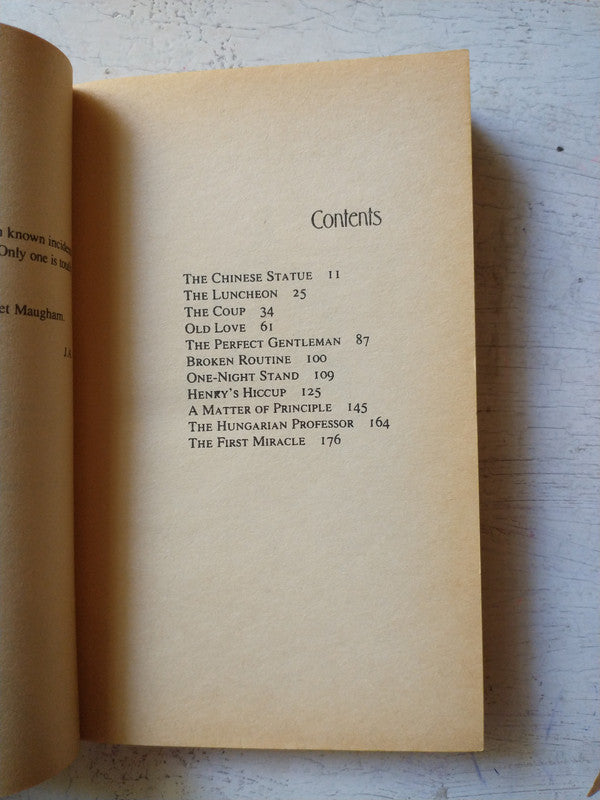 known incident
Only one is
et Maugham.
J.A
Contents
THE CHINESE STATUE 11
THE LUNCHEON 25
THE COUP 34
OLD LOVE 61
THE PERFECT GENTLEMAN 87
BROKEN ROUTINE 100
ONE-NIGHT STAND 109
HENRY'S HICCUP 125
A MATTER OF PRINCIPLE 145
THE HUNGARIAN PROFESSOR 164
THE FIRST MIRACLE 176